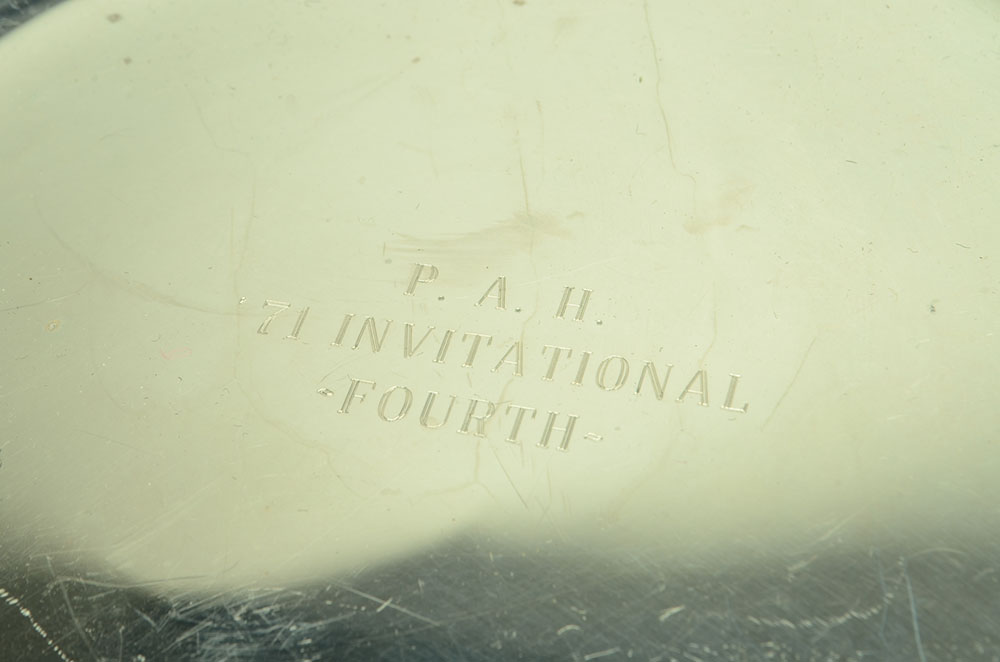 P. A. H.
'71 INVITATIONAL
-FOURTH-